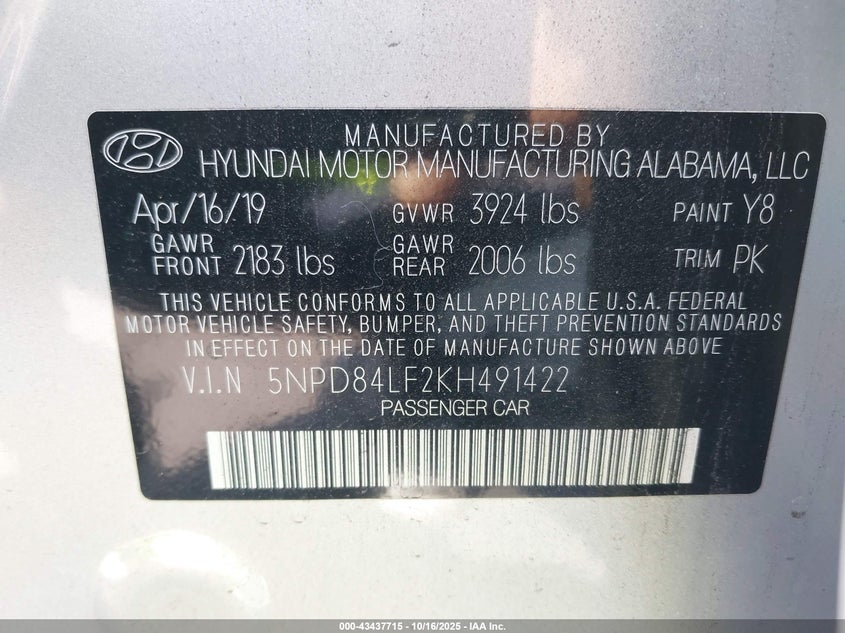 MANUFACTURED BY
HYUNDAI MOTOR MANUFACTURING ALABAMA, LLC
Apr/16/19 GVWR 3924 lbs PAINT Y8
GAWR FRONT 2183 lbs GAWR REAR 2006 lbs TRIM PK
THIS VEHICLE CONFORMS TO ALL APPLICABLE U.S.A. FEDERAL
MOTOR VEHICLE SAFETY, BUMPER, AND THEFT PREVENTION STANDARDS
IN EFFECT ON THE DATE OF MANUFACTURE SHOWN ABOVE
V.I.N 5NPD84LF2KH491422
PASSENGER CAR
000-43437715 - 10/16/2025 - IAA Inc.